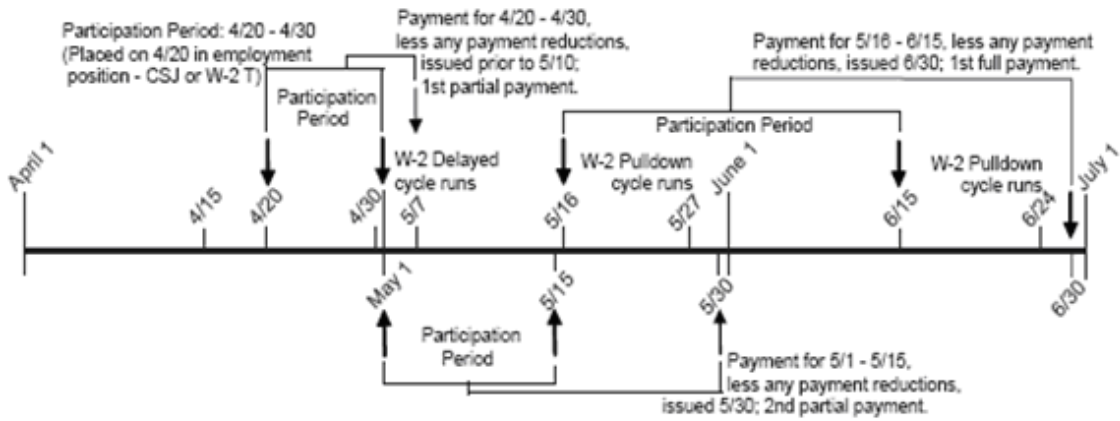 Participation Period: 4/20 - 4/30
(Placed on 4/20 in employment
position - CSJ or W-2 T)
Payment for 4/20 - 4/30,
less any payment reductions,
issued prior to 5/10;
1st partial payment.
Payment for 5/16 - 6/15, less any payment
reductions, issued 6/30; 1st full payment.
Participation
Period
Participation Period
W-2 Delayed
cycle runs
W-2 Pulldown
cycle runs
W-2 Pulldown
cycle runs
April 1
4/15
4/20
4/30
5/7
5/16
5/27
June 1
6/15
6/24
July 1
May 1
5/15
5/30
6/30
Participation
Period
Payment for 5/1 - 5/15,
less any payment reductions,
issued 5/30; 2nd partial payment.